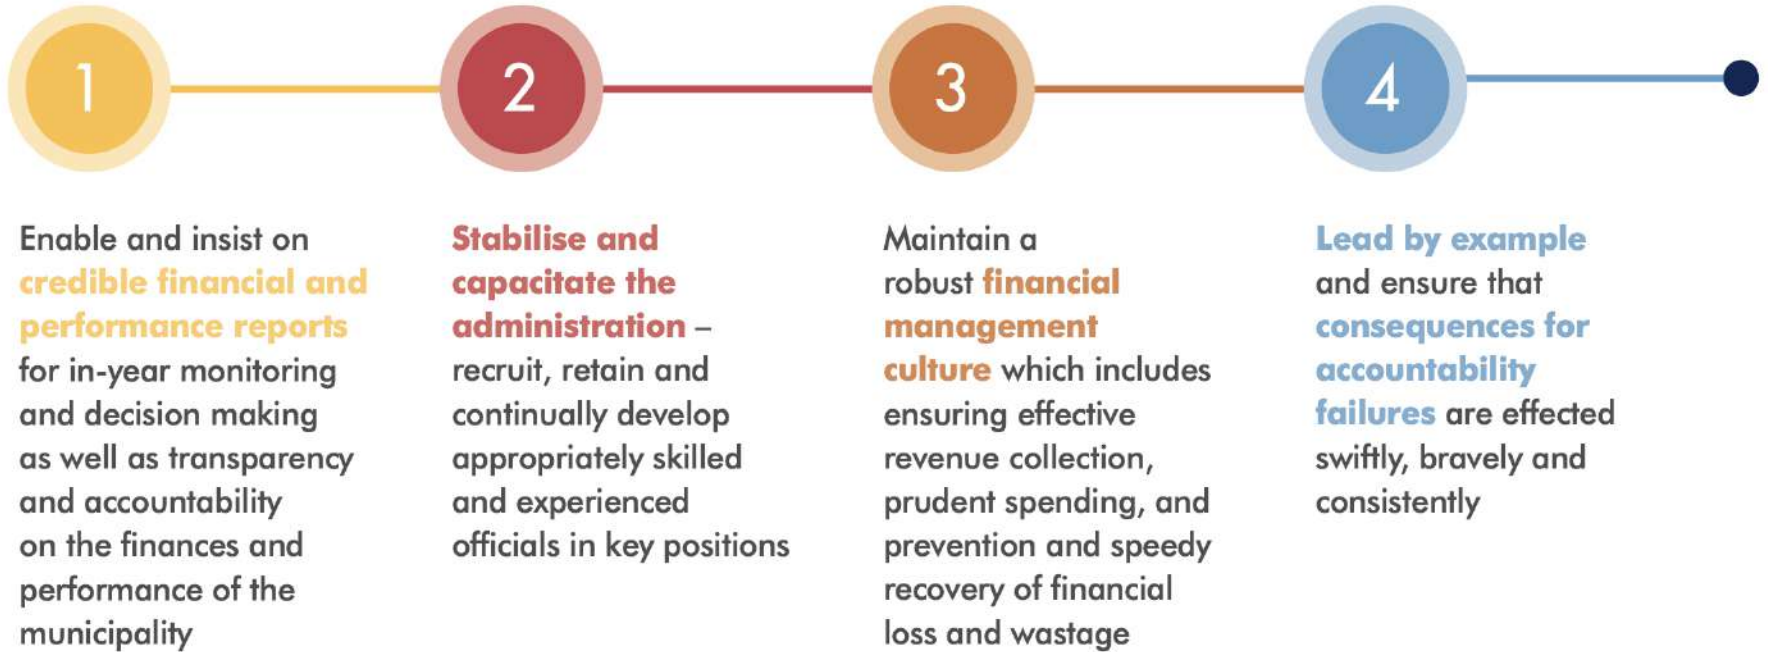 1
Enable and insist on
credible financial and
performance reports
for in-year monitoring
and decision making
as well as transparency
and accountability
on the finances and
performance of the
municipality
2
Stabilise and
capacitate the
administration –
recruit, retain and
continually develop
appropriately skilled
and experienced
officials in key positions
3
Maintain a
robust financial
management
culture which includes
ensuring effective
revenue collection,
prudent spending, and
prevention and speedy
recovery of financial
loss and wastage
4
Lead by example
and ensure that
consequences for
accountability
failures are effected
swiftly, bravely and
consistently